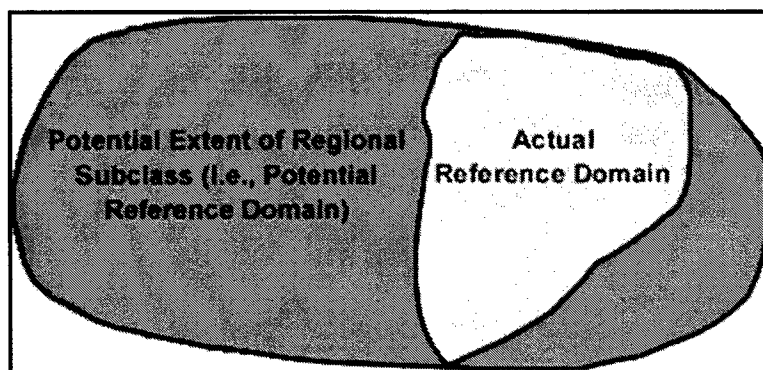 Potential Extent of Regional
Subclass (I.e., Potential
Reference Domain)
Actual
Reference Domain